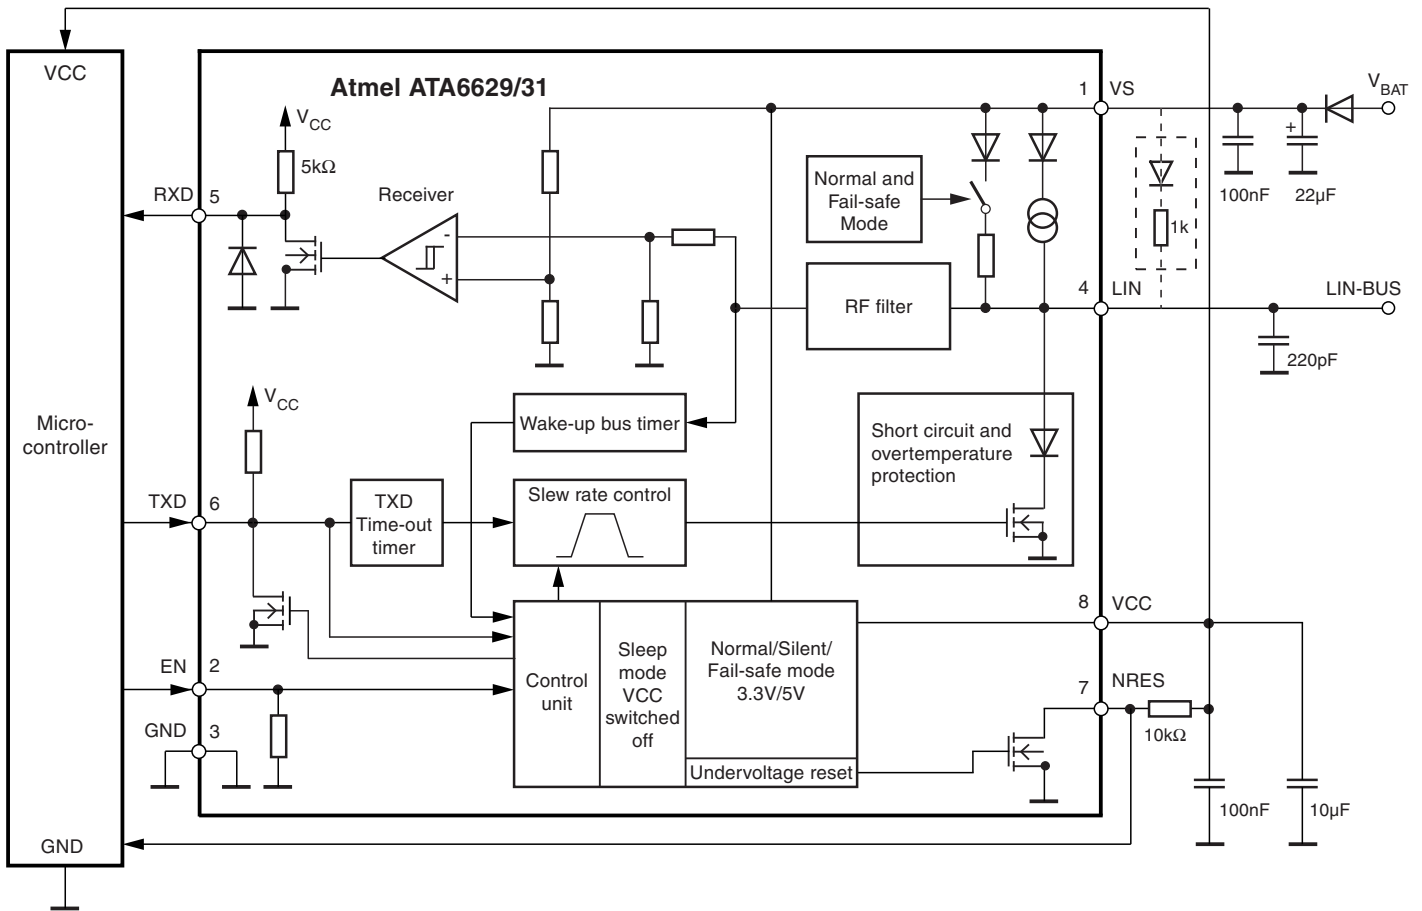 VCC
Atmel ATA6629/31
1 VS
VBAT
VCC
5kΩ
RXD 5
Receiver
-
+
Normal and
Fail-safe
Mode
1k
100nF
+
22µF
RF filter
4 LIN
LIN-BUS
220pF
VCC
Micro-
controller
Wake-up bus timer
Short circuit and
overtemperature
protection
TXD 6
TXD
Time-out
timer
Slew rate control
8 VCC
EN 2
Control
unit
Sleep
mode
VCC
switched
off
Normal/Silent/
Fail-safe mode
3.3V/5V
Undervoltage reset
7 NRES
10kΩ
GND 3
100nF
10µF
GND